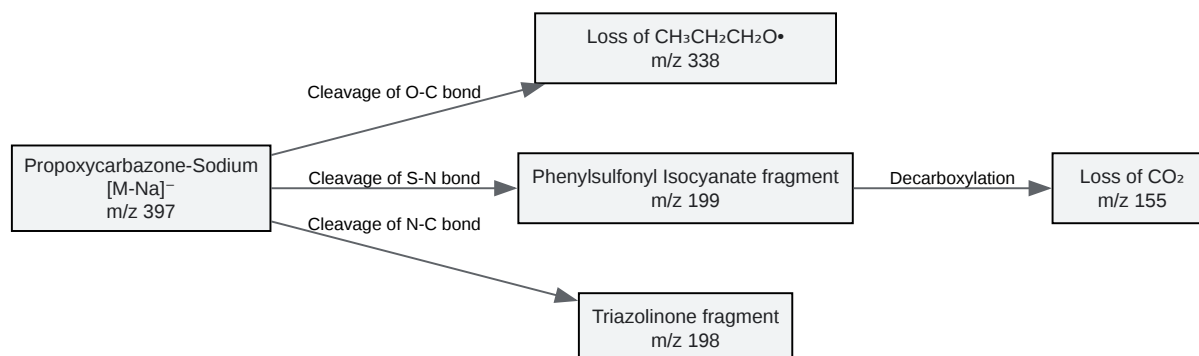 Loss of CH₃CH₂CH₂O•
m/z 338
Cleavage of O-C bond
Propoxycarbazone-Sodium
[M-Na]⁻
m/z 397
Cleavage of S-N bond
Phenylsulfonyl Isocyanate fragment
m/z 199
Decarboxylation
Loss of CO₂
m/z 155
Cleavage of N-C bond
Triazolinone fragment
m/z 198